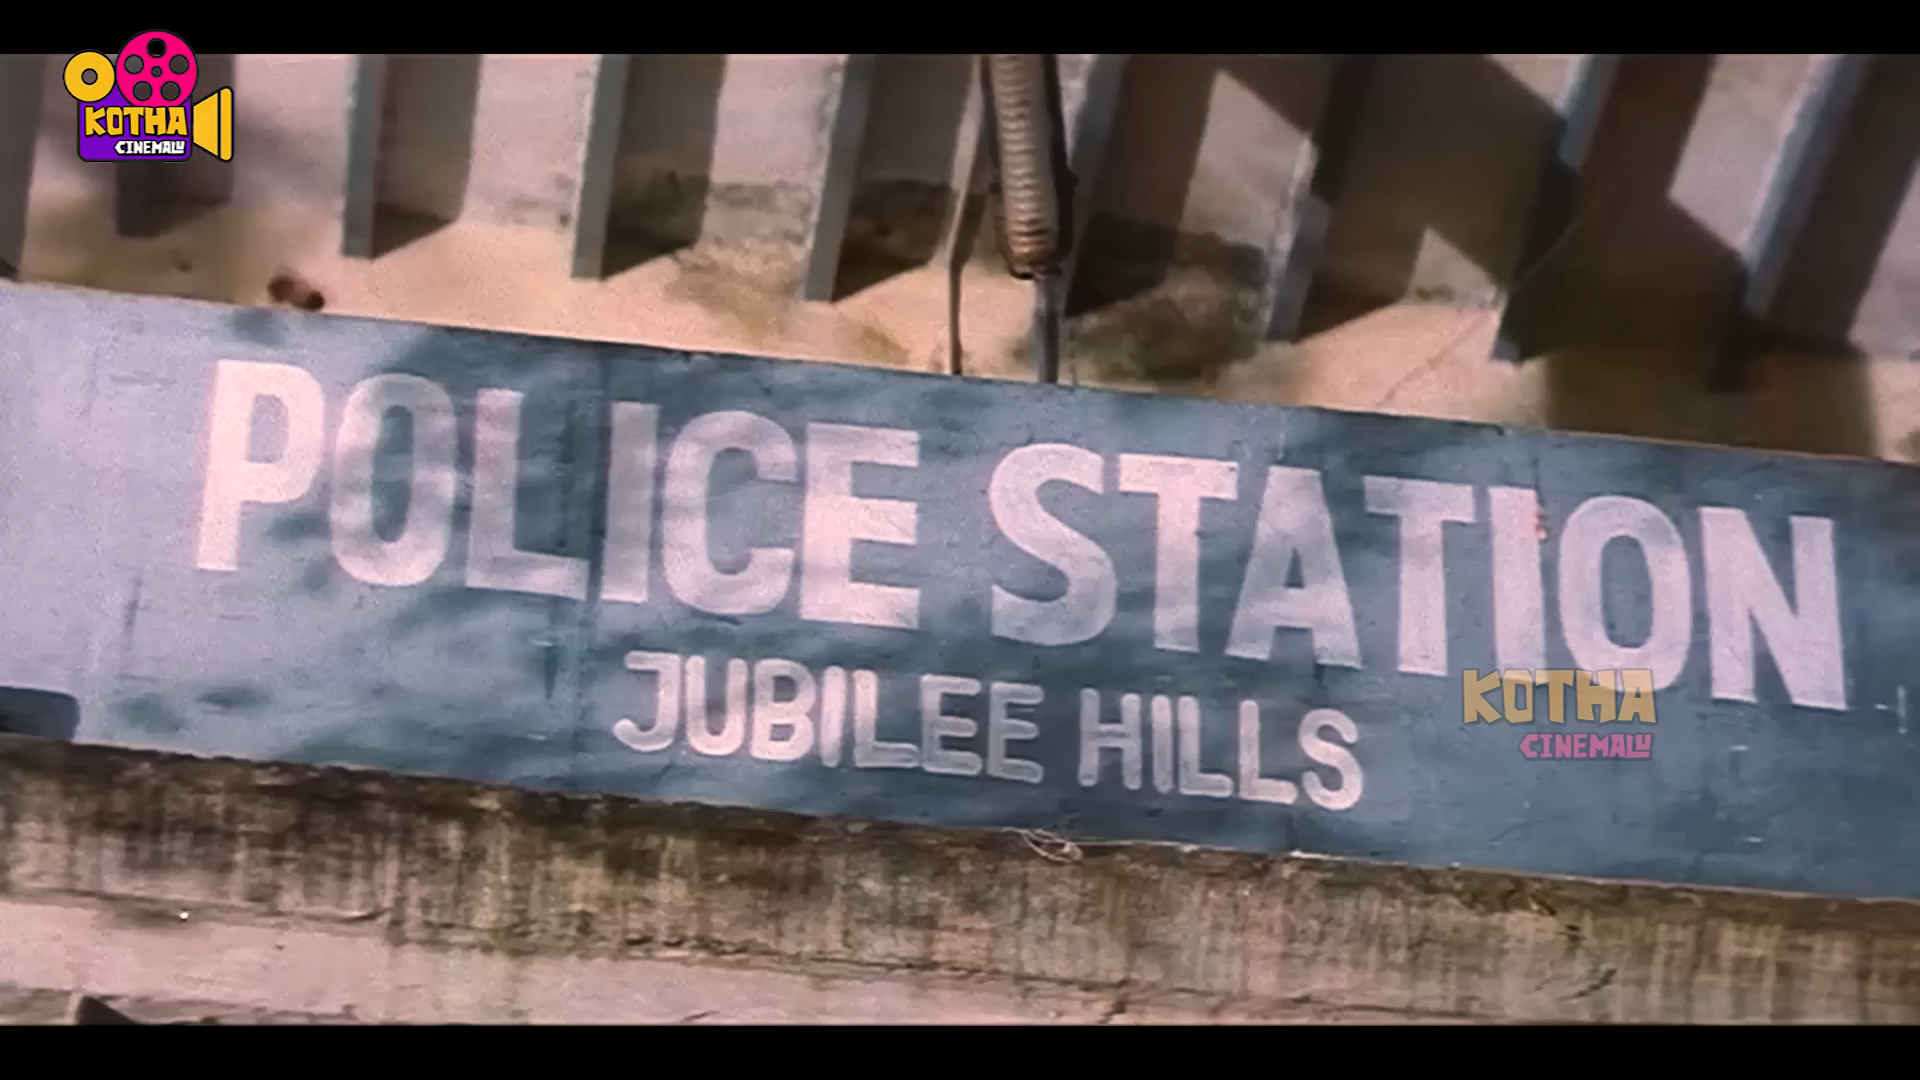 KOTHA
CINEMALU
POLICE STATION
JUBILEE HILLS
KOTHA
CINEMALU